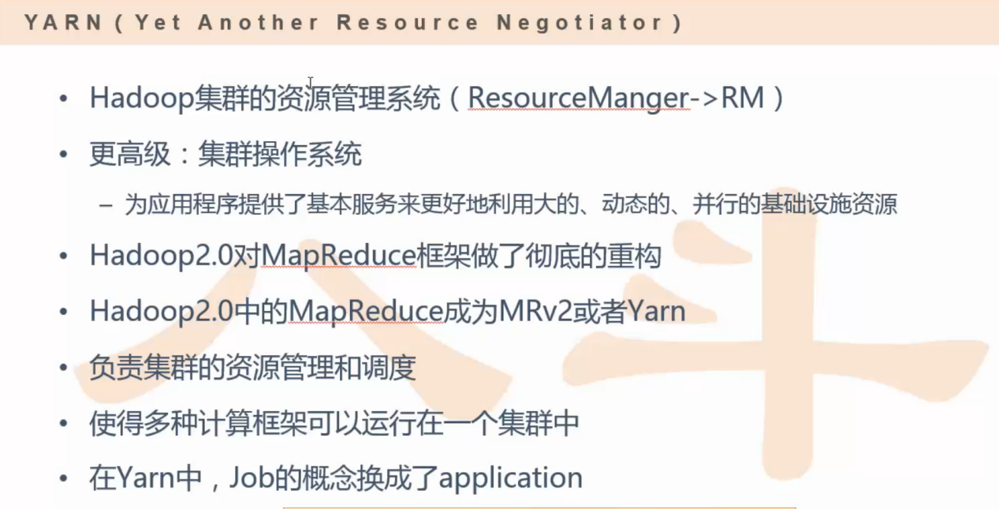 YARN（Yet Another Resource Negotiator）
• Hadoop集群的资源管理系统（ResourceManger->RM）
• 更高级：集群操作系统
– 为应用程序提供了基本服务来更好地利用大的、动态的、并行的基础设施资源
• Hadoop2.0对MapReduce框架做了彻底的重构
• Hadoop2.0中的MapReduce成为MRv2或者Yarn
• 负责集群的资源管理和调度
• 使得多种计算框架可以运行在一个集群中
• 在Yarn中，Job的概念换成了application
八斗